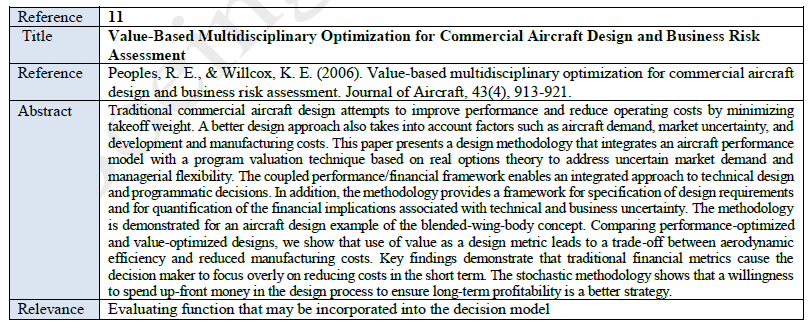 Reference 11
Title Value-Based Multidisciplinary Optimization for Commercial Aircraft Design and Business Risk
Assessment
Reference Peoples, R. E., & Willcox, K. E. (2006). Value-based multidisciplinary optimization for commercial aircraft
design and business risk assessment. Journal of Aircraft, 43(4), 913-921.
Abstract Traditional commercial aircraft design attempts to improve performance and reduce operating costs by minimizing
takeoff weight. A better design approach also takes into account factors such as aircraft demand, market uncertainty, and
development and manufacturing costs. This paper presents a design methodology that integrates an aircraft performance
model with a program valuation technique based on real options theory to address uncertain market demand and
managerial flexibility. The coupled performance/financial framework enables an integrated approach to technical design
and programmatic decisions. In addition, the methodology provides a framework for specification of design requirements
and for quantification of the financial implications associated with technical and business uncertainty. The methodology
is demonstrated for an aircraft design example of the blended-wing-body concept. Comparing performance-optimized
and value-optimized designs, we show that use of value as a design metric leads to a trade-off between aerodynamic
efficiency and reduced manufacturing costs. Key findings demonstrate that traditional financial metrics cause the
decision maker to focus overly on reducing costs in the short term. The stochastic methodology shows that a willingness
to spend up-front money in the design process to ensure long-term profitability is a better strategy.
Relevance Evaluating function that may be incorporated into the decision model